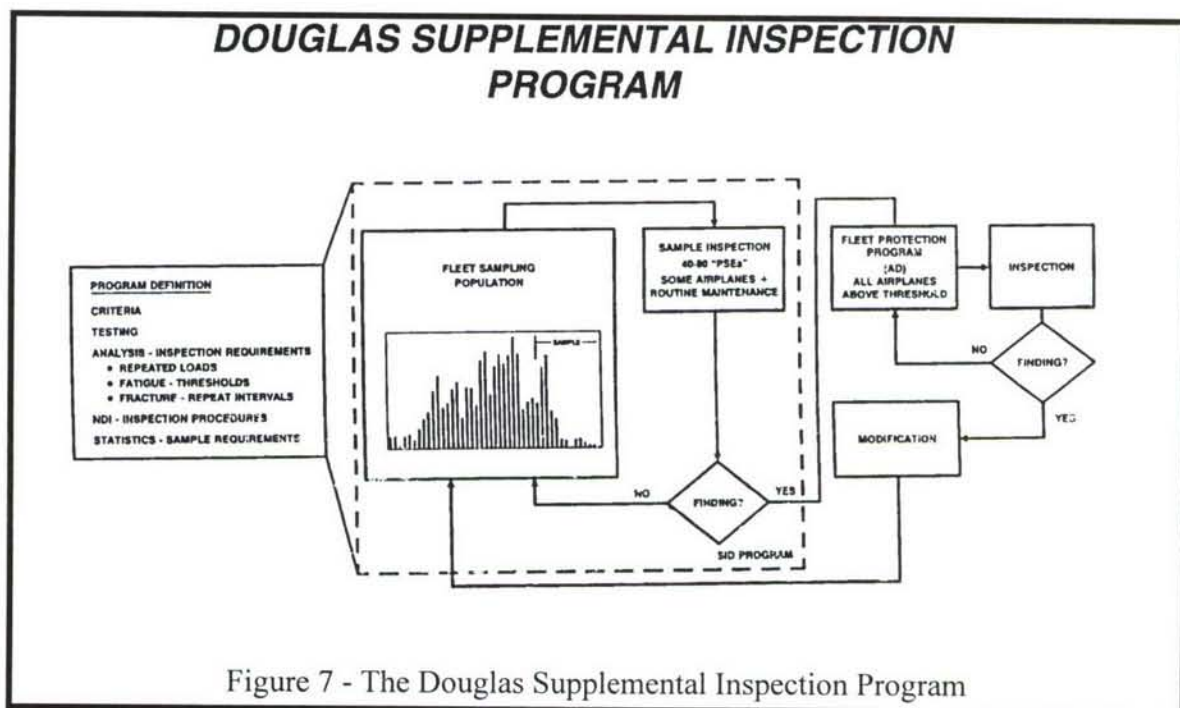 DOUGLAS SUPPLEMENTAL INSPECTION
PROGRAM
PROGRAM DEFINITION
CRITERIA
TESTING
ANALYSIS - INSPECTION REQUIREMENTS
• REPEATED LOADS
• FATIGUE - THRESHOLDS
• FRACTURE - REPEAT INTERVALS
NDI - INSPECTION PROCEDURES
STATISTICS - SAMPLE REQUIREMENTS
FLEET SAMPLING
POPULATION
SAMPLE
SAMPLE INSPECTION
40-90 "PSEs"
SOME AIRPLANES +
ROUTINE MAINTENANCE
NO
FINDING?
YES
SID PROGRAM
FLEET PROTECTION
PROGRAM
(AD)
ALL AIRPLANES
ABOVE THRESHOLD
INSPECTION
NO
FINDING?
YES
MODIFICATION
Figure 7 - The Douglas Supplemental Inspection Program